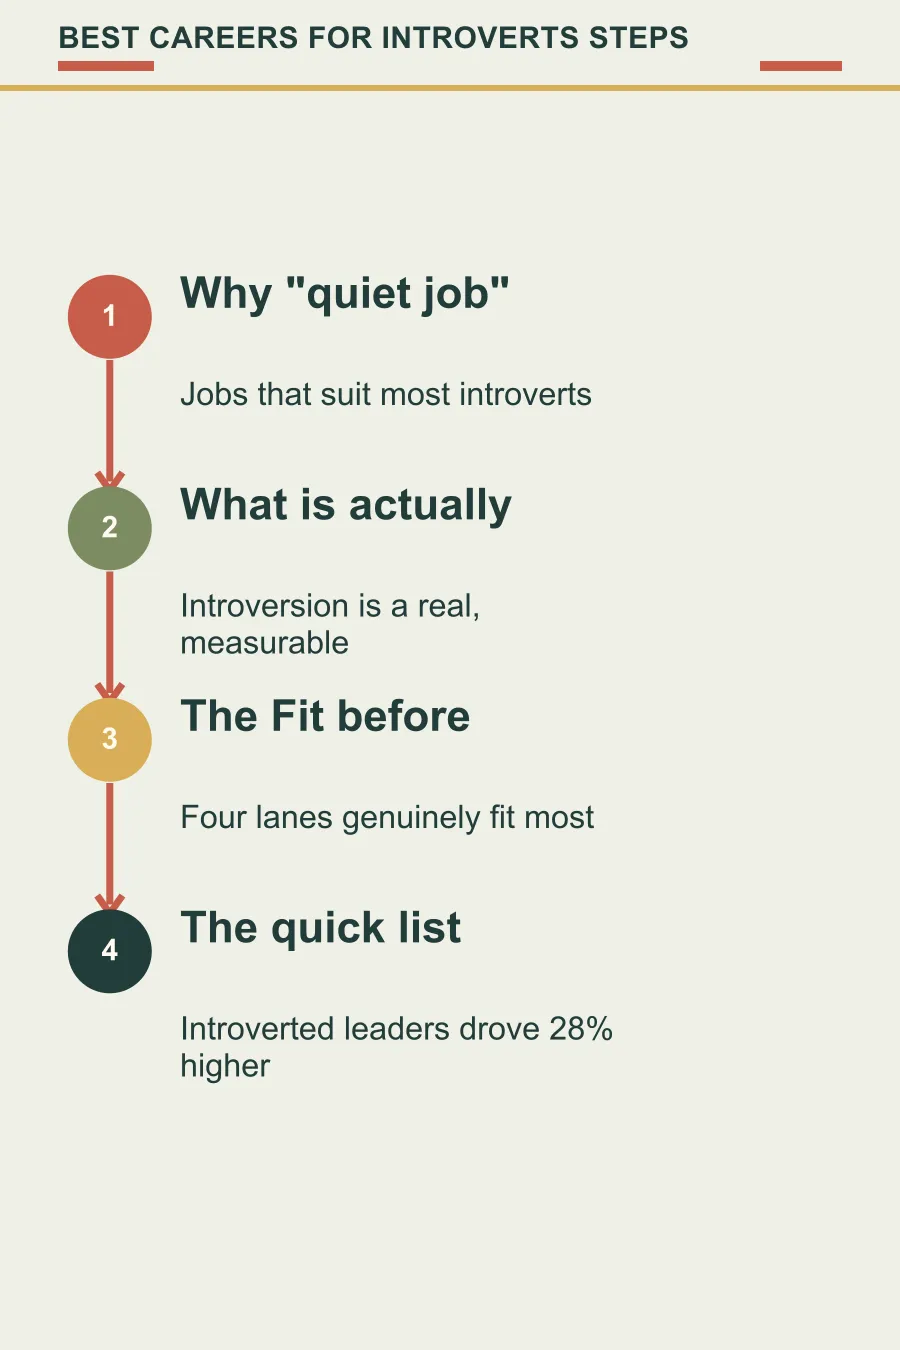 BEST CAREERS FOR INTROVERTS STEPS
1
Why "quiet job"
Jobs that suit most introverts
2
What is actually
Introversion is a real,
measurable
3
The Fit before
Four lanes genuinely fit most
4
The quick list
Introverted leaders drove 28%
higher